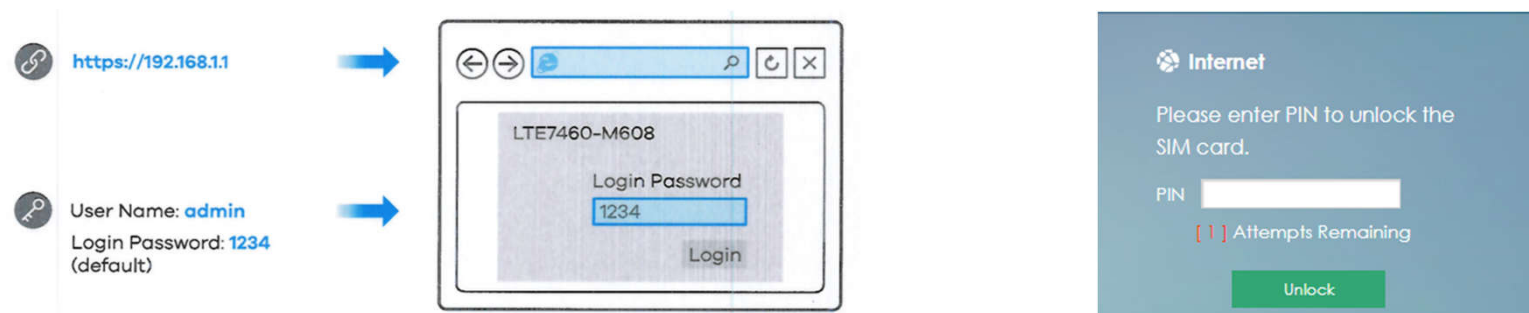 https://192.168.1.1
LTE7460-M608
Login Password
1234
Login
User Name: admin
Login Password: 1234
(default)
Internet
Please enter PIN to unlock the
SIM card.
PIN
[ 1 ] Attempts Remaining
Unlock